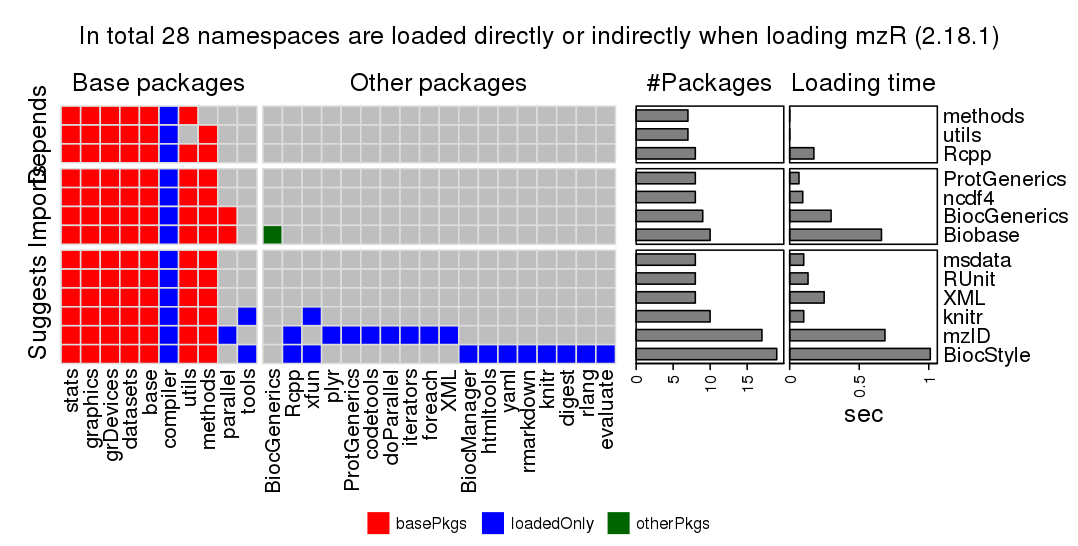 In total 28 namespaces are loaded directly or indirectly when loading mzR (2.18.1)
Base packages
Other packages
#Packages
Loading time
Depends
Imports
Suggests
methods
utils
Rcpp
ProtGenerics
ncdf4
BiocGenerics
Biobase
msdata
RUnit
XML
knitr
mzID
BiocStyle
stats
graphics
grDevices
datasets
base
compiler
utils
methods
parallel
tools
BiocGenerics
Rcpp
xfun
plyr
ProtGenerics
codetools
doParallel
iterators
foreach
XML
BiocManager
htmltools
yaml
rmarkdown
knitr
digest
rlang
evaluate
0
5
10
15
0
0.5
1
sec
basePkgs
loadedOnly
otherPkgs